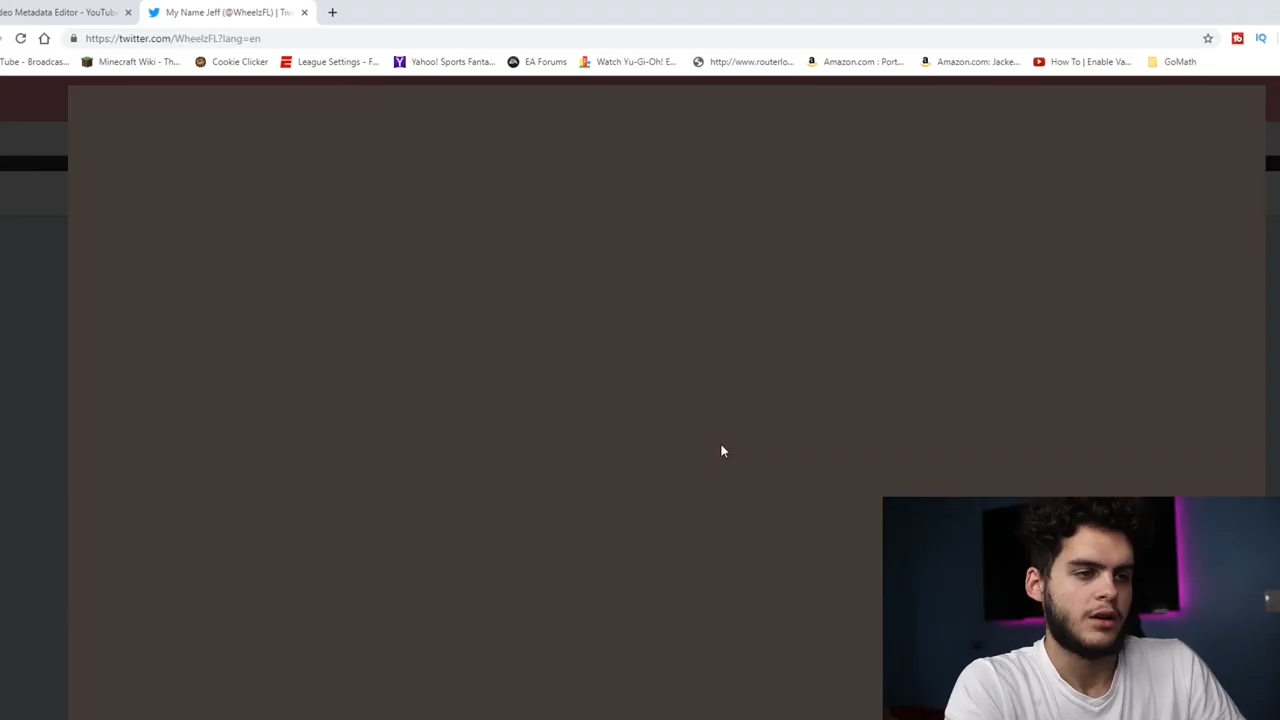 deo Metadata Editor - YouTub
My Name Jeff (@WheelzFL) | Twi
https://twitter.com/WheelzFL?lang=en
Tube - Broadcas...
Minecraft Wiki - Th...
Cookie Clicker
League Settings - F...
Yahoo! Sports Fanta...
EA Forums
Watch Yu-Gi-Oh! E...
http://www.routerlo...
Amazon.com : Port...
Amazon.com: Jacke...
How To | Enable Va...
GoMath